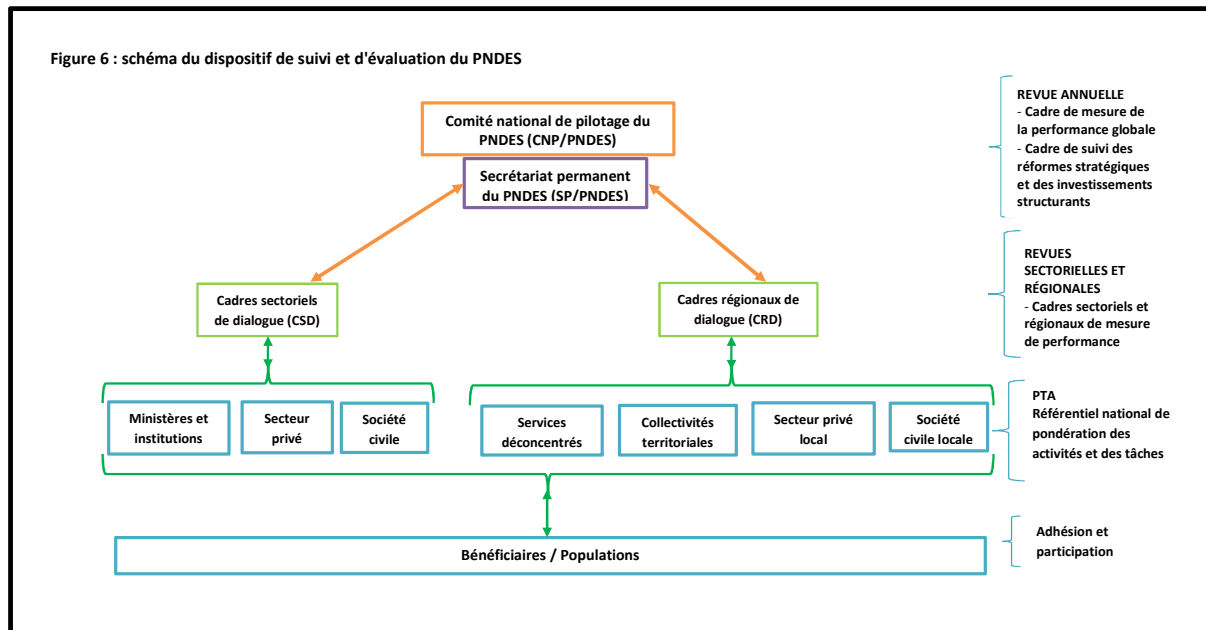 Figure 6 : schéma du dispositif de suivi et d'évaluation du PNDES
Comité national de pilotage du
PNDES (CNP/PNDES)
Secrétariat permanent
du PNDES (SP/PNDES)
REVUE ANNUELLE
- Cadre de mesure de
la performance globale
- Cadre de suivi des
réformes stratégiques
et des investissements
structurants
Cadres sectoriels
de dialogue (CSD)
Cadres régionaux de
dialogue (CRD)
REVUES
SECTORIELLES ET
RÉGIONALES
- Cadres sectoriels et
régionaux de mesure
de performance
Ministères et
institutions
Secteur
privé
Société
civile
Services
déconcentrés
Collectivités
territoriales
Secteur privé
local
Société
civile locale
PTA
Référentiel national de
pondération des
activités et des tâches
Bénéficiaires / Populations
Adhésion et
participation